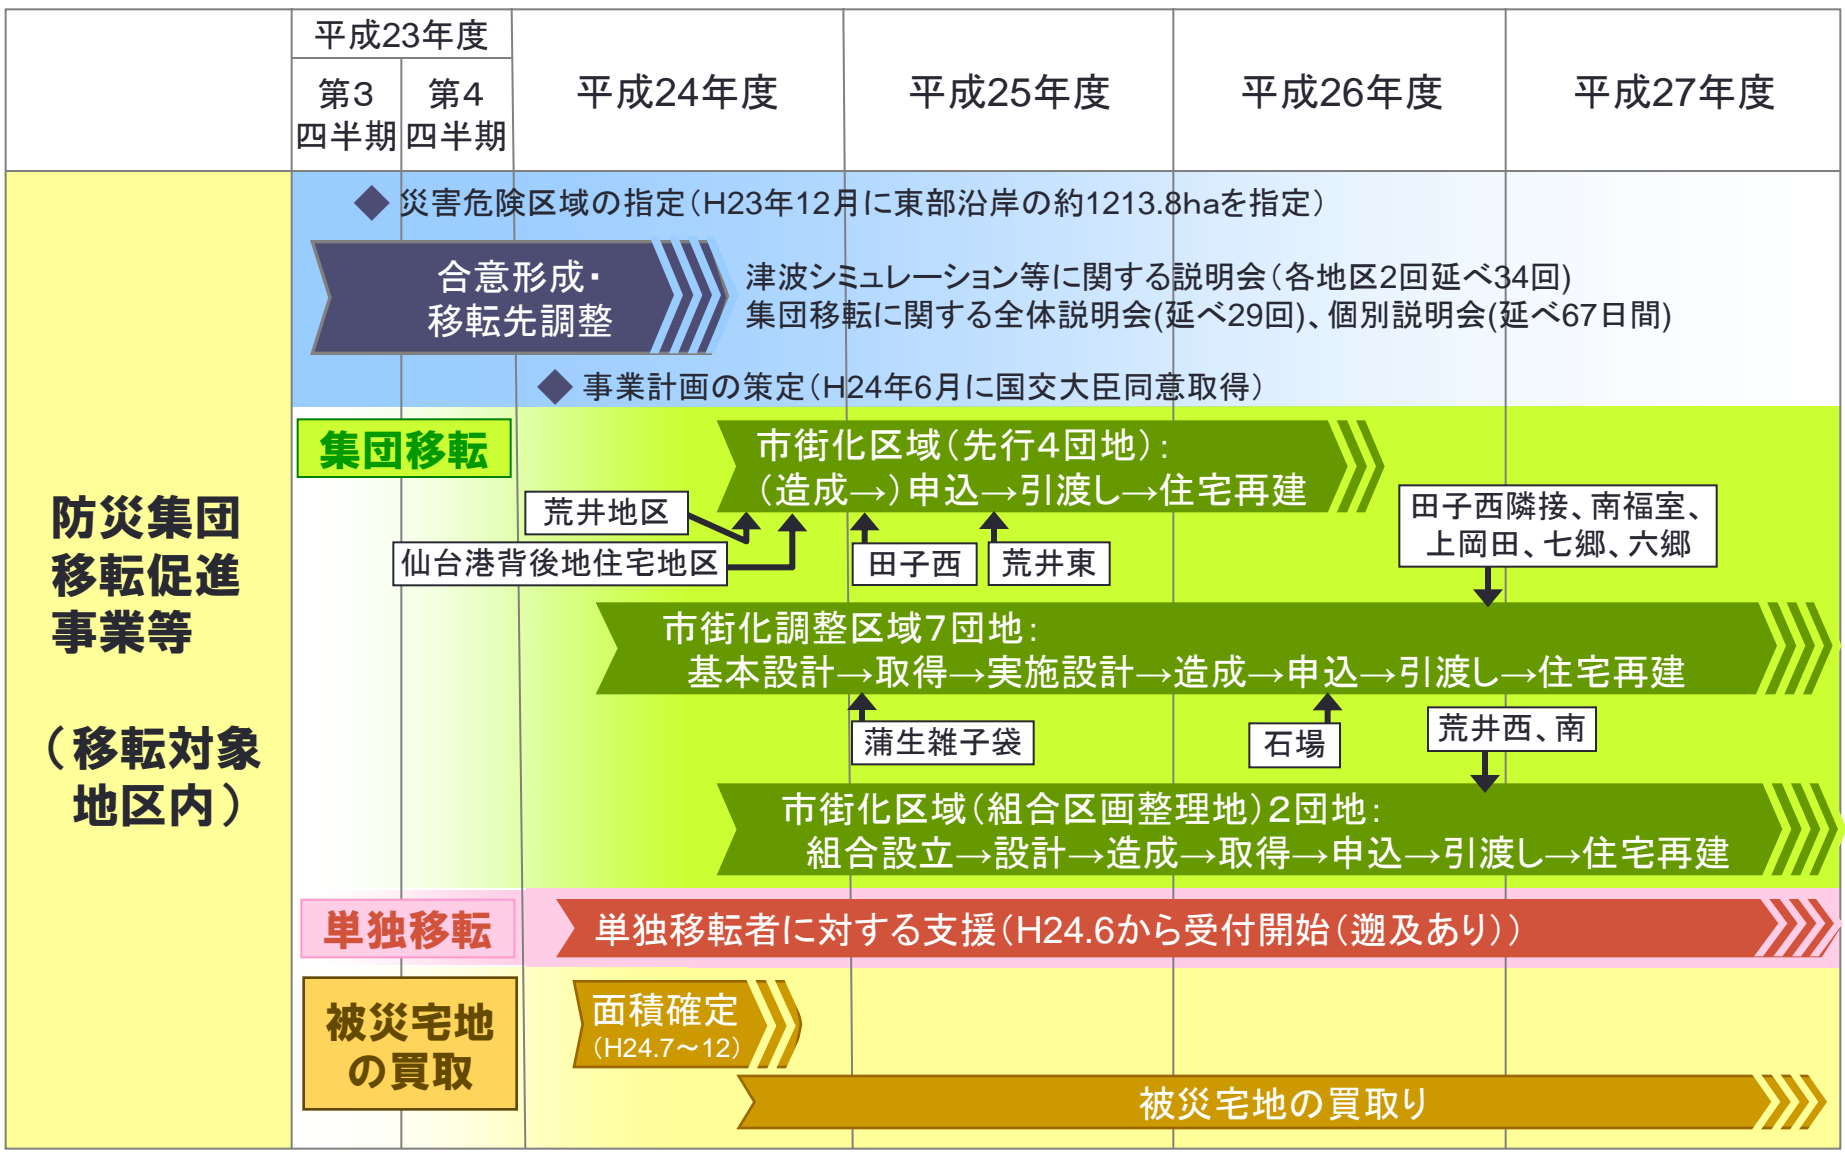 平成23年度
第3
四半期
第4
四半期
平成24年度
平成25年度
平成26年度
平成27年度
防災集団
移転促進
事業等
（移転対象
地区内）
◆ 災害危険区域の指定（H23年12月に東部沿岸の約1213.8haを指定）
合意形成・
移転先調整
津波シミュレーション等に関する説明会（各地区2回延べ34回)
集団移転に関する全体説明会(延べ29回)、個別説明会(延べ67日間)
◆ 事業計画の策定（H24年6月に国交大臣同意取得）
集団移転
市街化区域（先行４団地）：
（造成→）申込→引渡し→住宅再建
荒井地区
仙台港背後地住宅地区
田子西
荒井東
田子西隣接、南福室、
上岡田、七郷、六郷
市街化調整区域７団地：
基本設計→取得→実施設計→造成→申込→引渡し→住宅再建
蒲生雑子袋
石場
荒井西、南
市街化区域（組合区画整理地）２団地：
組合設立→設計→造成→取得→申込→引渡し→住宅再建
単独移転
単独移転者に対する支援（H24.6から受付開始（遡及あり））
被災宅地
の買取
面積確定
（H24.7～12）
被災宅地の買取り